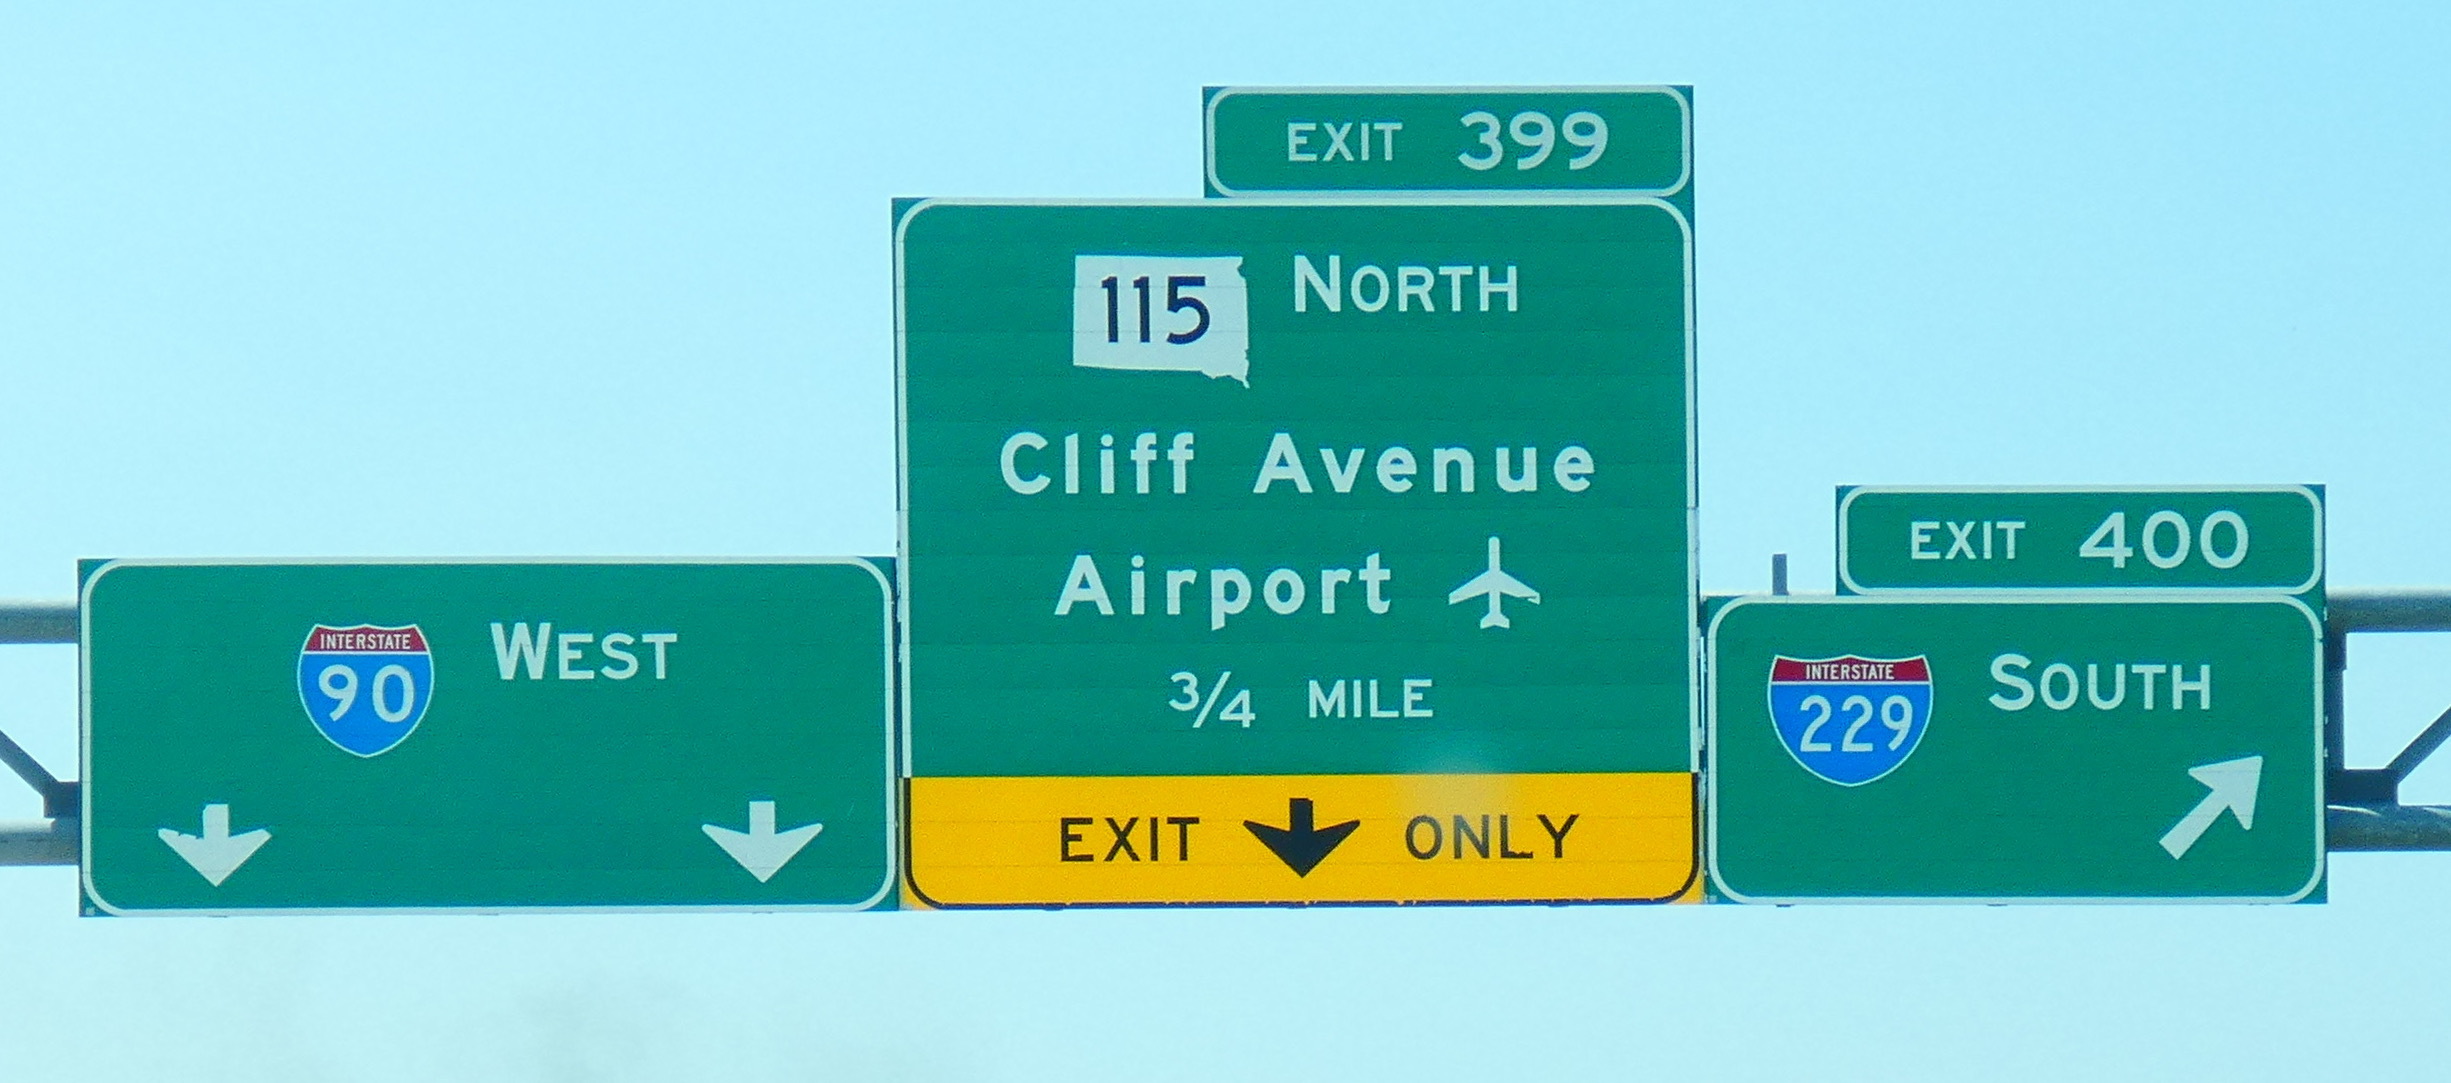 INTERSTATE
90
WEST
EXIT 399
115 NORTH
Cliff Avenue
Airport
3/4 MILE
EXIT ONLY
EXIT 400
INTERSTATE
229
SOUTH